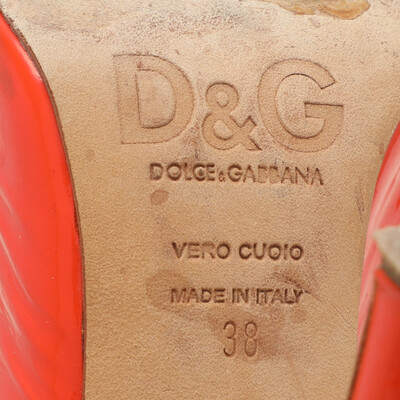 D&G
DOLCE&GABBANA
VERO CUOIO
MADE IN ITALY
38